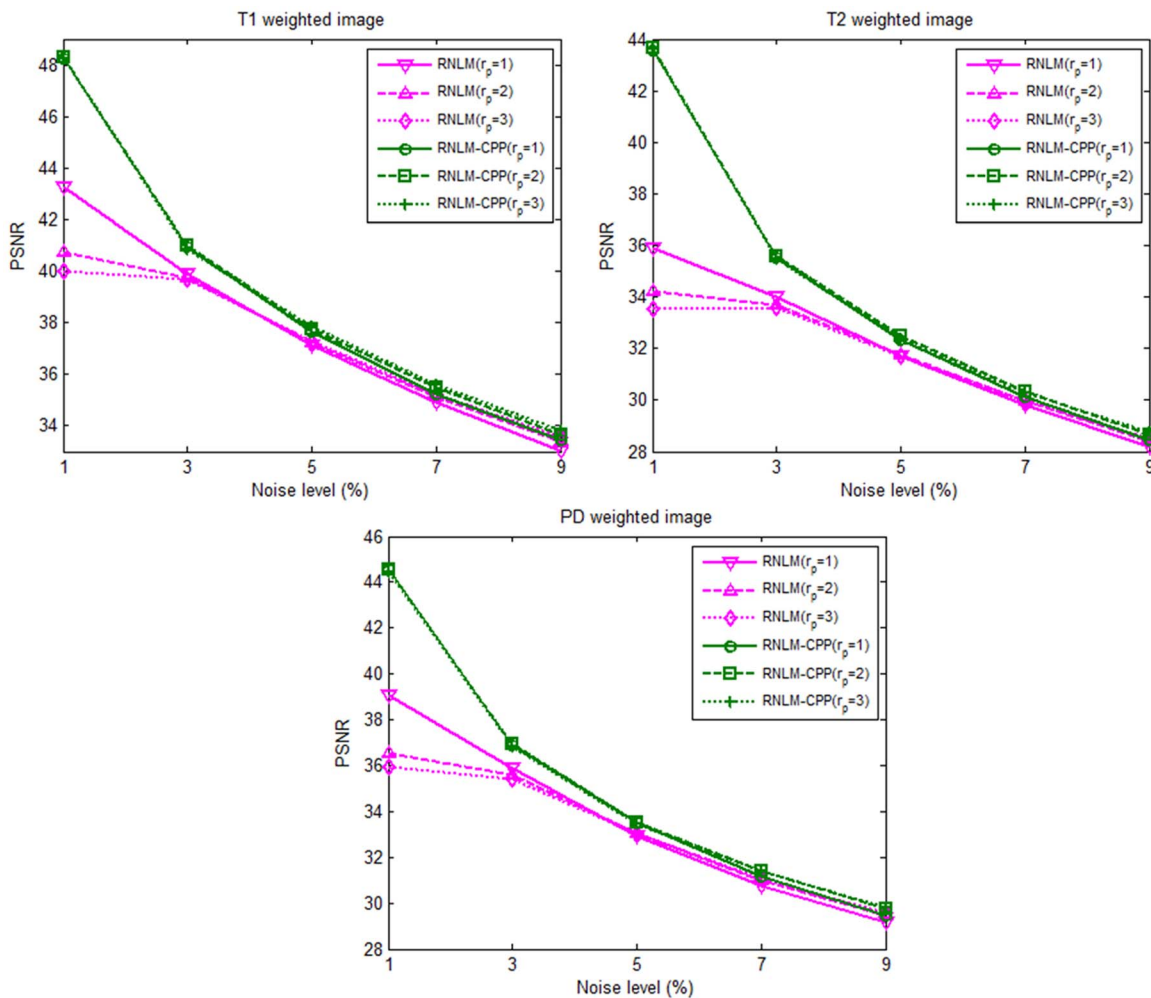 T1 weighted image
48
46
44
42
40
38
36
34
PSNR
RNLM(rp=1)
RNLM(rp=2)
RNLM(rp=3)
RNLM-CPP(rp=1)
RNLM-CPP(rp=2)
RNLM-CPP(rp=3)
1 3 5 7 9
Noise level (%)
T2 weighted image
44
42
40
38
36
34
32
30
28
PSNR
RNLM(rp=1)
RNLM(rp=2)
RNLM(rp=3)
RNLM-CPP(rp=1)
RNLM-CPP(rp=2)
RNLM-CPP(rp=3)
1 3 5 7 9
Noise level (%)
PD weighted image
46
44
42
40
38
36
34
32
30
28
PSNR
RNLM(rp=1)
RNLM(rp=2)
RNLM(rp=3)
RNLM-CPP(rp=1)
RNLM-CPP(rp=2)
RNLM-CPP(rp=3)
1 3 5 7 9
Noise level (%)